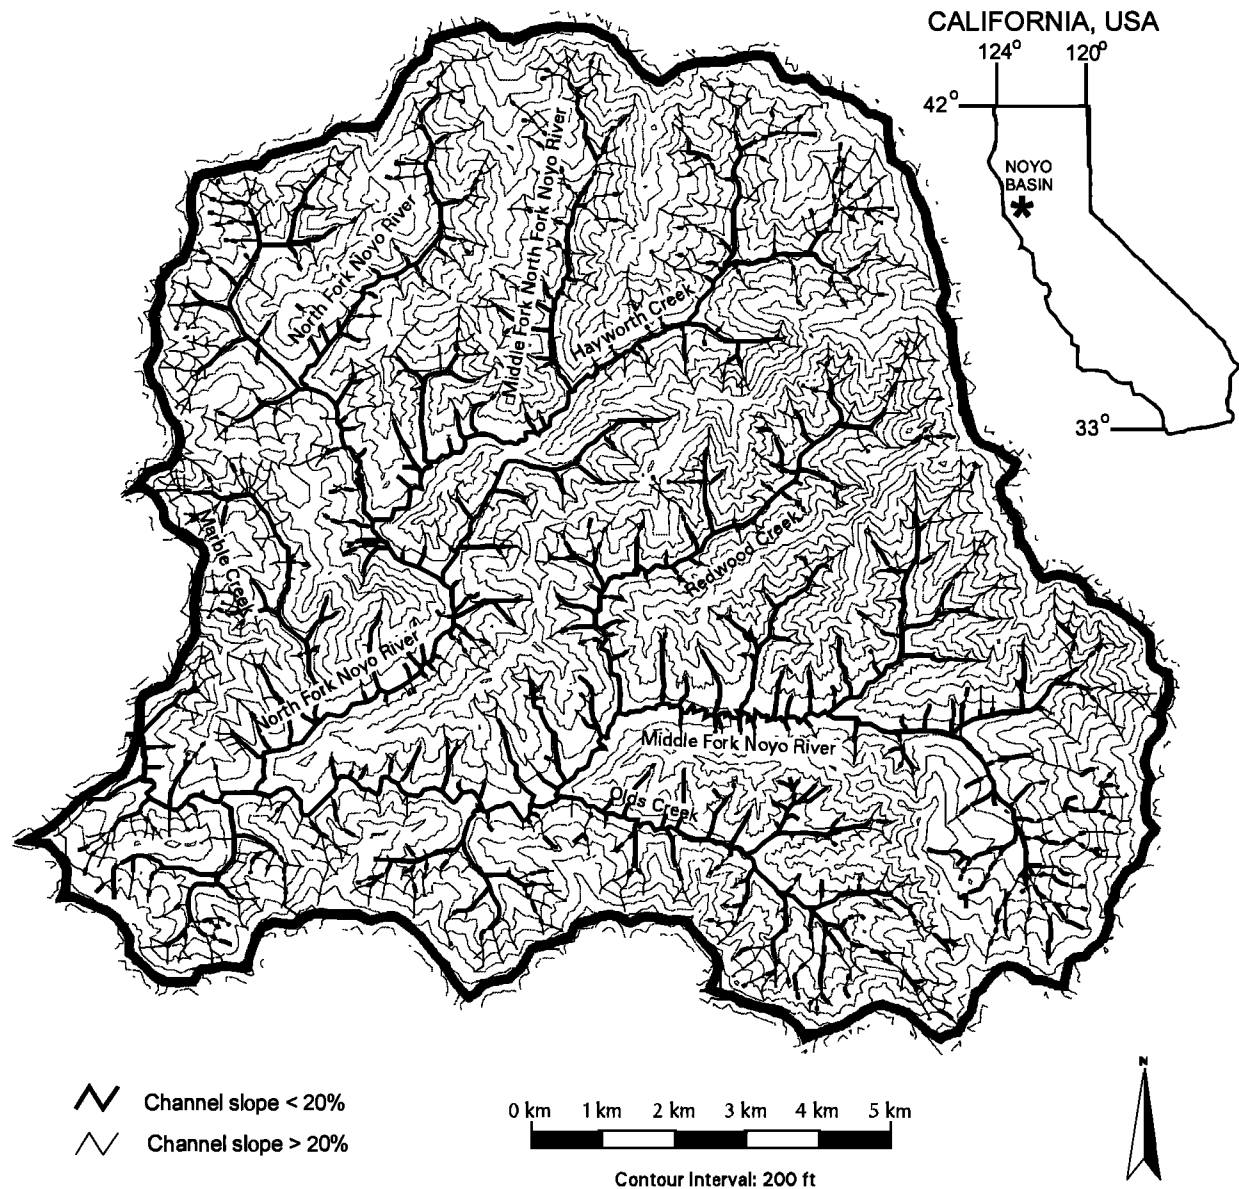 CALIFORNIA, USA
124° 120°
42°
NOYO
BASIN
33°
North Fork Noyo River
Middle Fork North Fork Noyo River
Hayworth Creek
Marble Creek
Redwood Creek
North Fork Noyo River
Middle Fork Noyo River
Olds Creek
Channel slope < 20%
Channel slope > 20%
0 km 1 km 2 km 3 km 4 km 5 km
Contour Interval: 200 ft
N